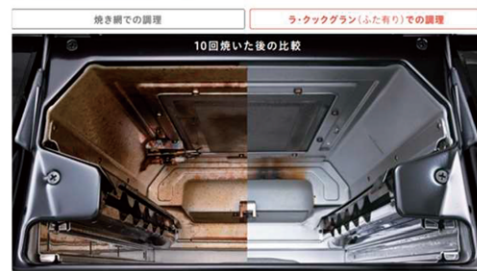 焼き網での調理
ラ・クックグラン(ふた有り)での調理
10回焼いた後の比較